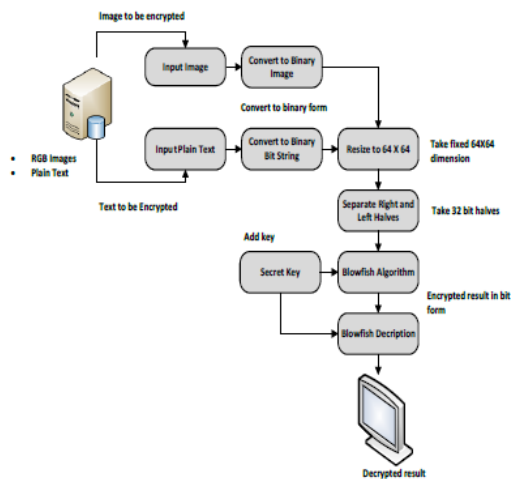 Image to be encrypted
Input Image
Convert to Binary
Image
Convert to binary form
RGB Images
Plain Text
Input Plain Text
Convert to Binary
Bit String
Resize to 64 X 64
Take fixed 64X64
dimension
Text to be Encrypted
Separate Right and
Left Halves
Take 32 bit halves
Add key
Secret Key
Blowfish Algorithm
Encrypted result in bit
form
Blowfish Decription
Decrypted result